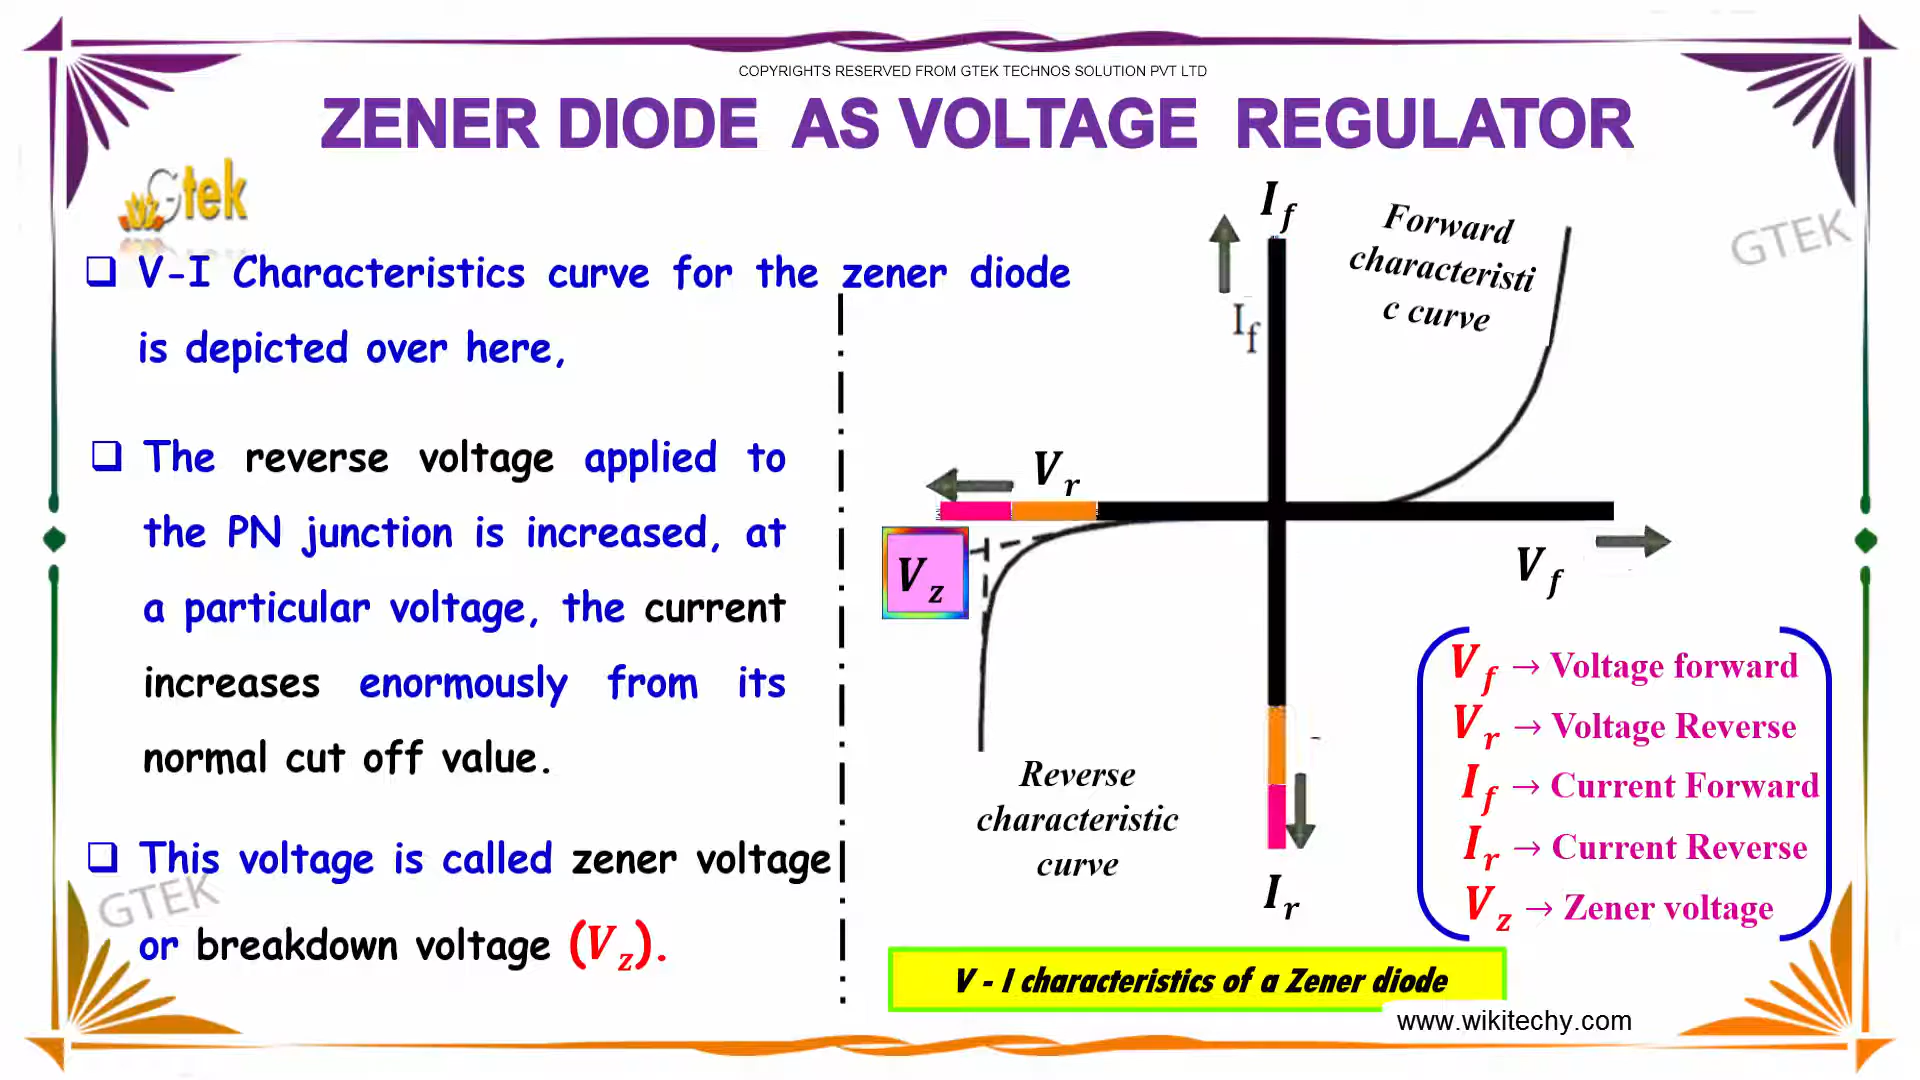 COPYRIGHTS RESERVED FROM GTEK TECHNOS SOLUTION PVT LTD
ZENER DIODE AS VOLTAGE REGULATOR
Gtek
GTEK
❑ V-I Characteristics curve for the zener diode
is depicted over here,
❑ The reverse voltage applied to
the PN junction is increased, at
a particular voltage, the current
increases enormously from its
normal cut off value.
❑ This voltage is called zener voltage
or breakdown voltage (Vz).
GTEK
If
If
Forward
characteristi
c curve
Vr
Vz
Vf
Reverse
characteristic
curve
Ir
Vf → Voltage forward
Vr → Voltage Reverse
If → Current Forward
Ir → Current Reverse
Vz → Zener voltage
V - I characteristics of a Zener diode
www.wikitechy.com